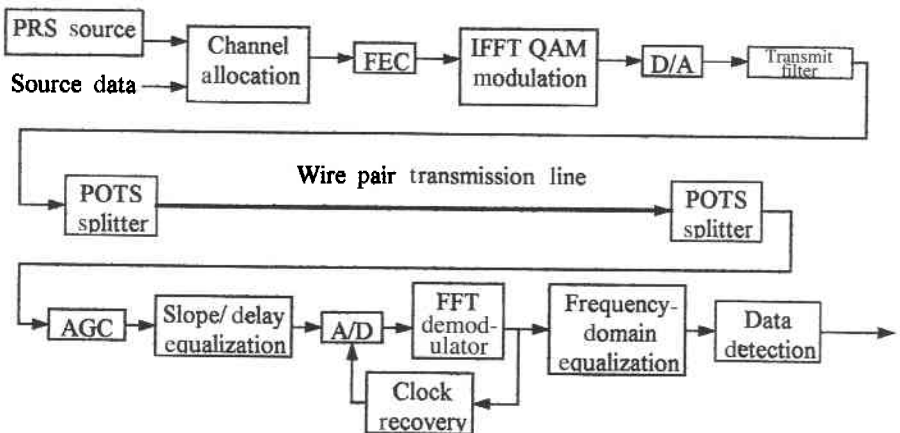 PRS source
Source data
Channel
allocation
FEC
IFFT QAM
modulation
D/A
Transmit
filter
Wire pair transmission line
POTS
splitter
POTS
splitter
AGC
Slope/ delay
equalization
A/D
FFT
demod-
ulator
Clock
recovery
Frequency-
domain
equalization
Data
detection